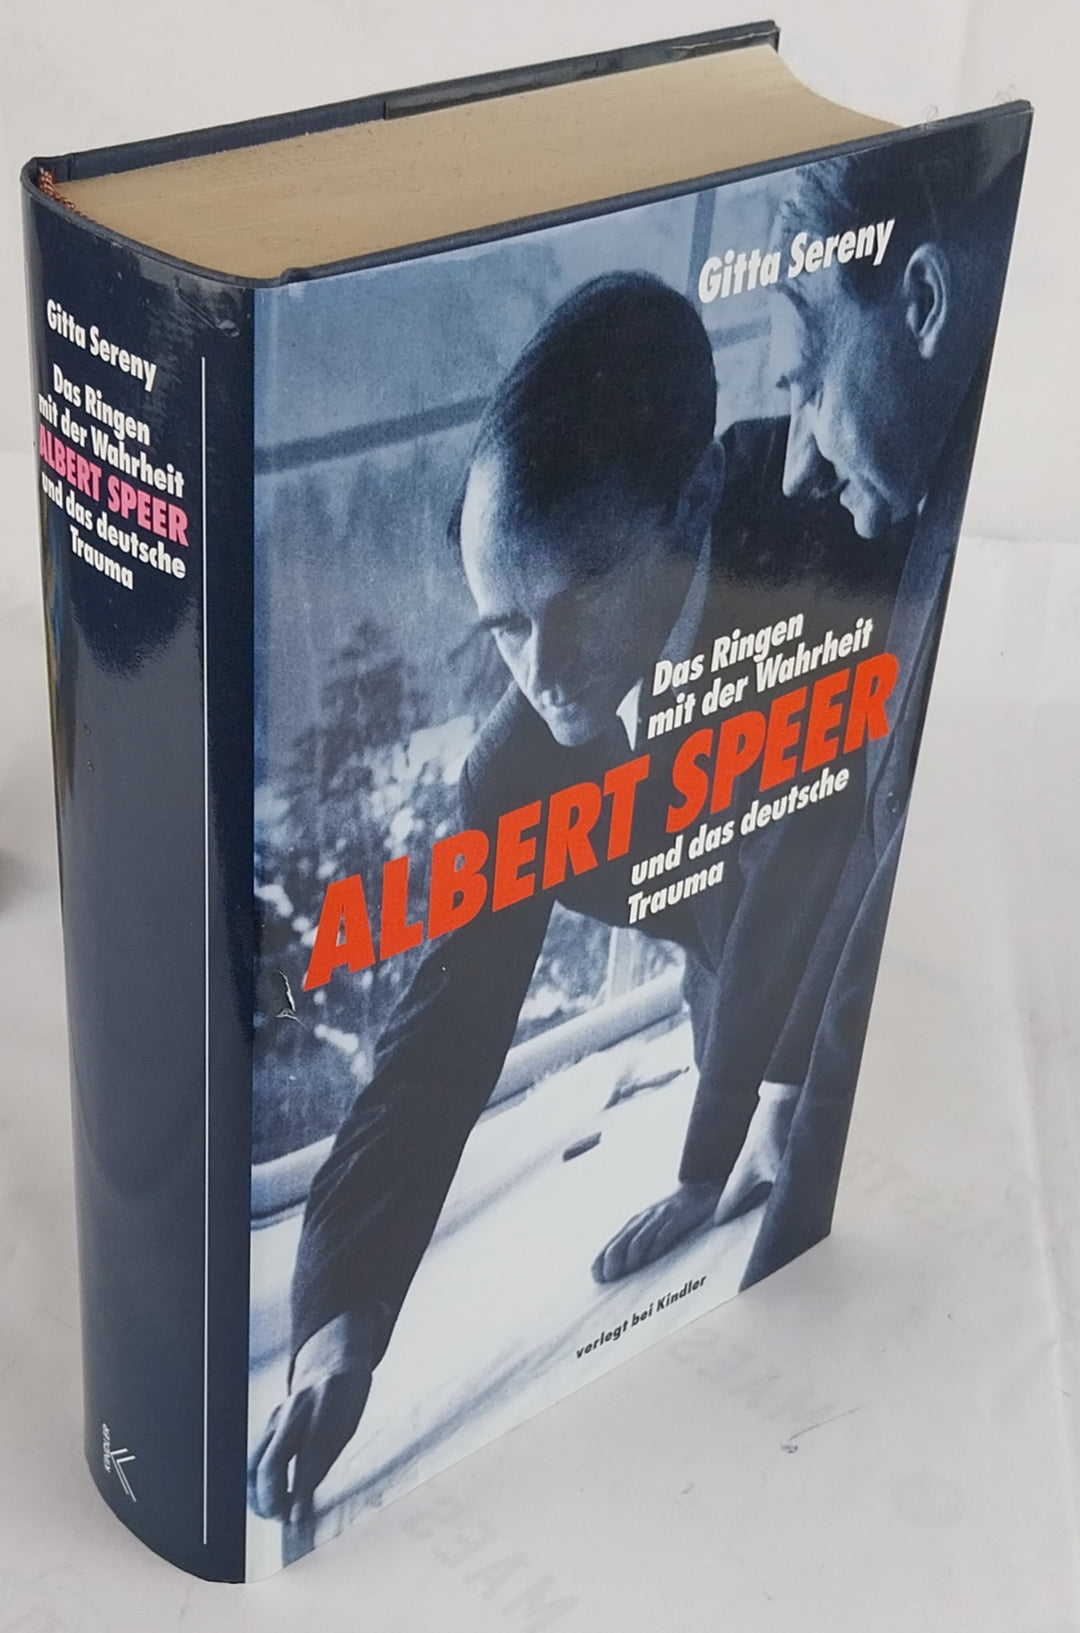 Gitta Sereny
Das Ringen
mit der Wahrheit
ALBERT SPEER
und das deutsche
Trauma
KINDLER
Gitta Sereny
Das Ringen
mit der Wahrheit
ALBERT SPEER
und das deutsche
Trauma
verlegt bei Kindler